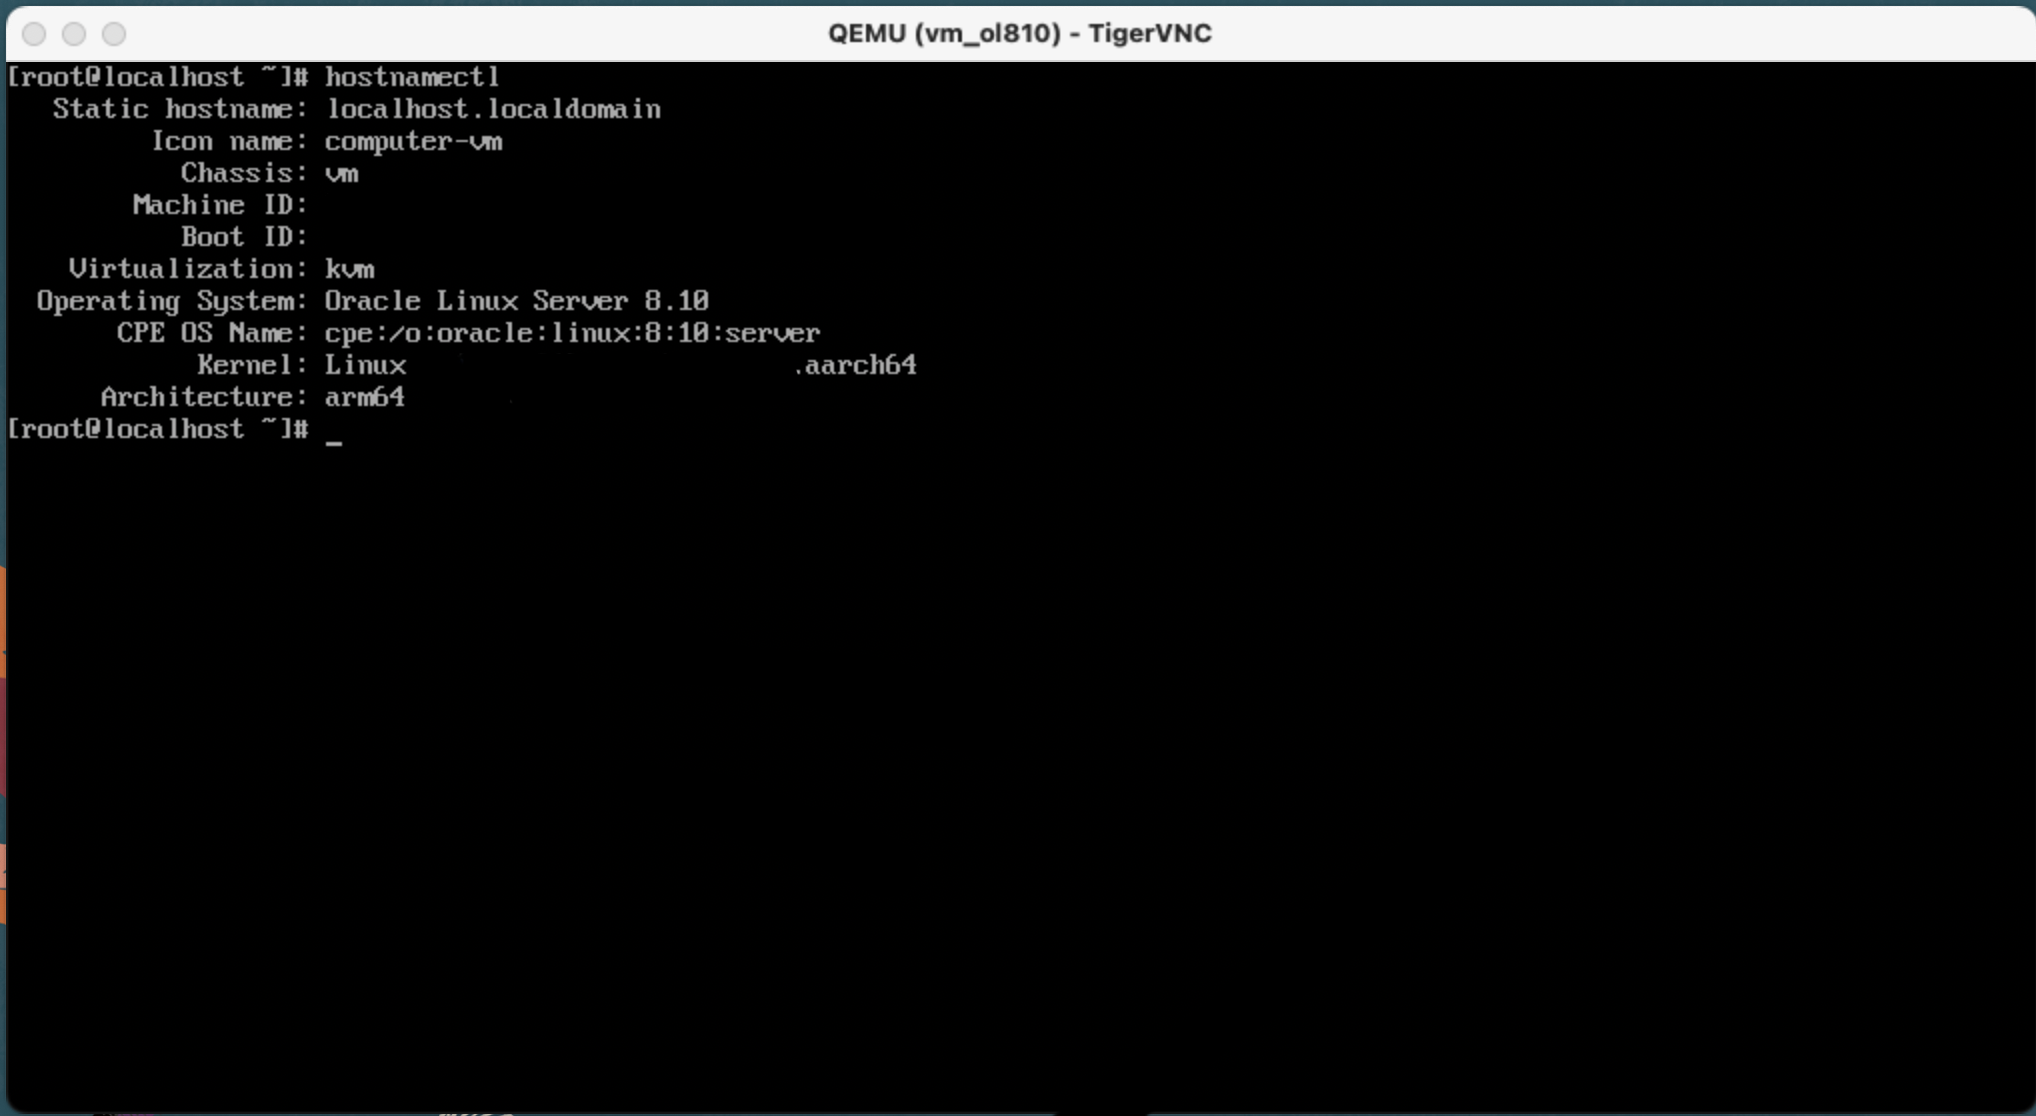 QEMU (vm_ol810) - TigerVNC
[root@localhost ~]# hostnamectl
Static hostname: localhost.localdomain
Icon name: computer-vm
Chassis: vm
Machine ID:
Boot ID:
Virtualization: kvm
Operating System: Oracle Linux Server 8.10
CPE OS Name: cpe:/o:oracle:linux:8:10:server
Kernel: Linux .aarch64
Architecture: arm64
[root@localhost ~]# _